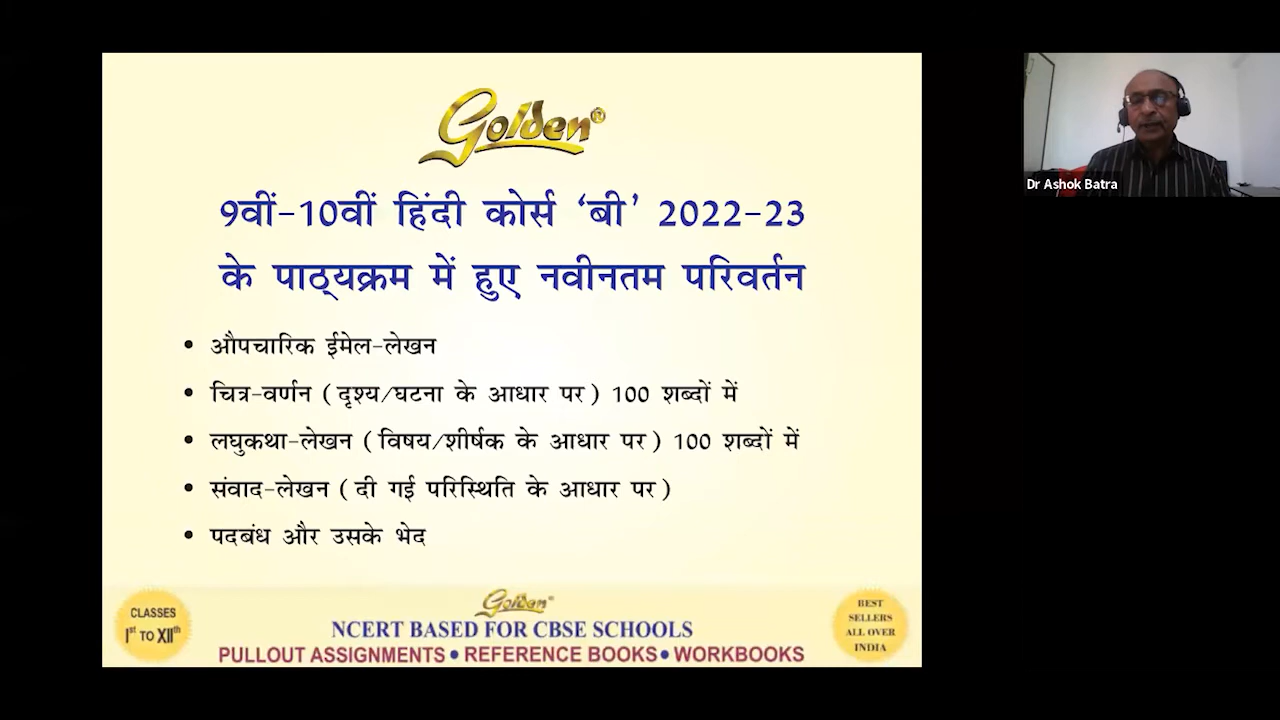 Golden®
9वीं-10वीं हिंदी कोर्स ‘बी’ 2022-23
के पाठ्यक्रम में हुए नवीनतम परिवर्तन
• औपचारिक ईमेल-लेखन
• चित्र-वर्णन (दृश्य/घटना के आधार पर) 100 शब्दों में
• लघुकथा-लेखन (विषय/शीर्षक के आधार पर) 100 शब्दों में
• संवाद-लेखन (दी गई परिस्थिति के आधार पर)
• पदबंध और उसके भेद
CLASSES
Ist TO XIIth
Golden®
NCERT BASED FOR CBSE SCHOOLS
PULLOUT ASSIGNMENTS • REFERENCE BOOKS • WORKBOOKS
BEST
SELLERS
ALL OVER
INDIA
Dr Ashok Batra